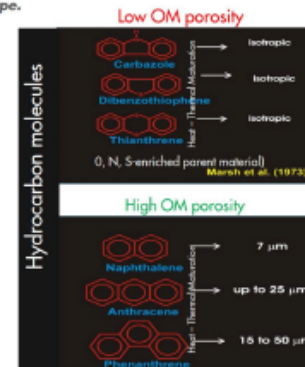 pe.
Low OM porosity
Hydrocarbon molecules
Carbazole
Isotropic
Dibenzothiophene
Isotropic
Thianthrene
Isotropic
Heat – Thermal Maturation
O, N, S-enriched parent material)
Marsh et al. (1973)
High OM porosity
Naphthalene
7 µm
Anthracene
up to 25 µm
Phenanthrene
15 to 50 µm
Heat – Thermal Maturation